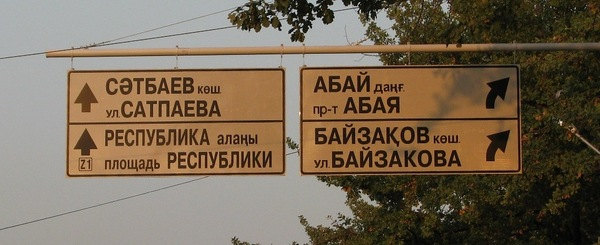 СӘТБАЕВ көш.
ул.САТПАЕВА
РЕСПУБЛИКА алаңы
Z1 площадь РЕСПУБЛИКИ
АБАЙ даңғ.
пр-т АБАЯ
БАЙЗАҚОВ көш.
ул.БАЙЗАКОВА